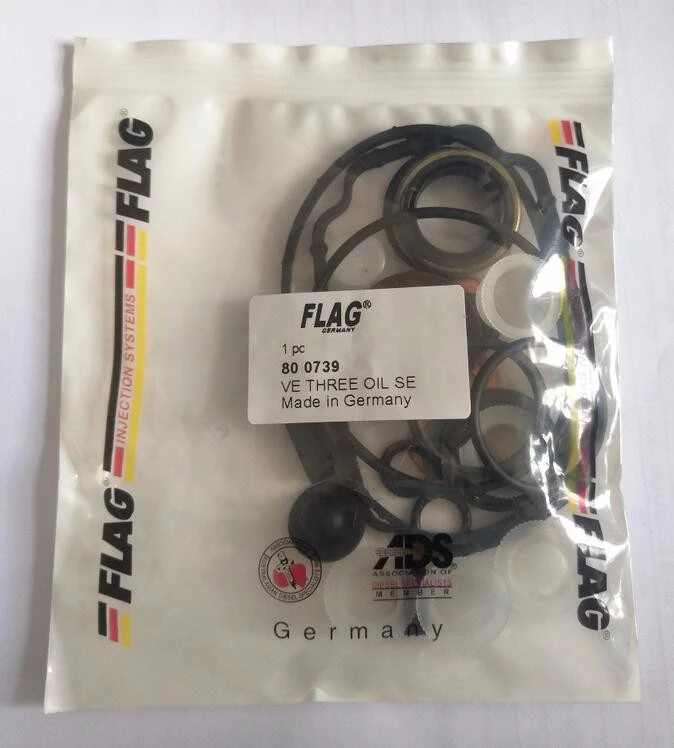 FLAG®
INJECTION SYSTEMS
FLAG®
FLAG®
FLAG®
GERMANY
1 pc
80 0739
VE THREE OIL SE
Made in Germany
FLAG®
ADS
ASSOCIATION OF
DIESEL SPECIALISTS
MEMBER
Germany